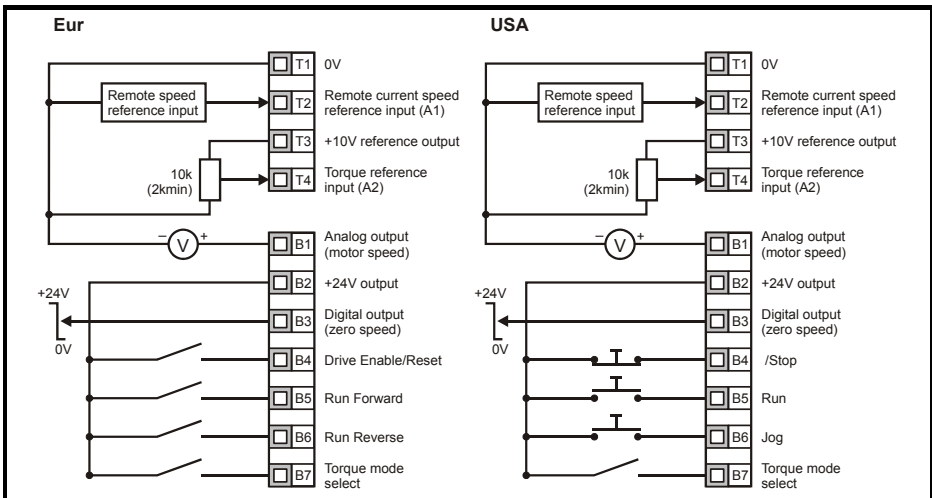 Eur
T1 0V
Remote speed
reference input
T2 Remote current speed
reference input (A1)
T3 +10V reference output
10k
(2kmin)
T4 Torque reference
input (A2)
– V +
B1 Analog output
(motor speed)
B2 +24V output
+24V
0V
B3 Digital output
(zero speed)
B4 Drive Enable/Reset
B5 Run Forward
B6 Run Reverse
B7 Torque mode
select
USA
T1 0V
Remote speed
reference input
T2 Remote current speed
reference input (A1)
T3 +10V reference output
10k
(2kmin)
T4 Torque reference
input (A2)
– V +
B1 Analog output
(motor speed)
B2 +24V output
+24V
0V
B3 Digital output
(zero speed)
B4 /Stop
B5 Run
B6 Jog
B7 Torque mode
select